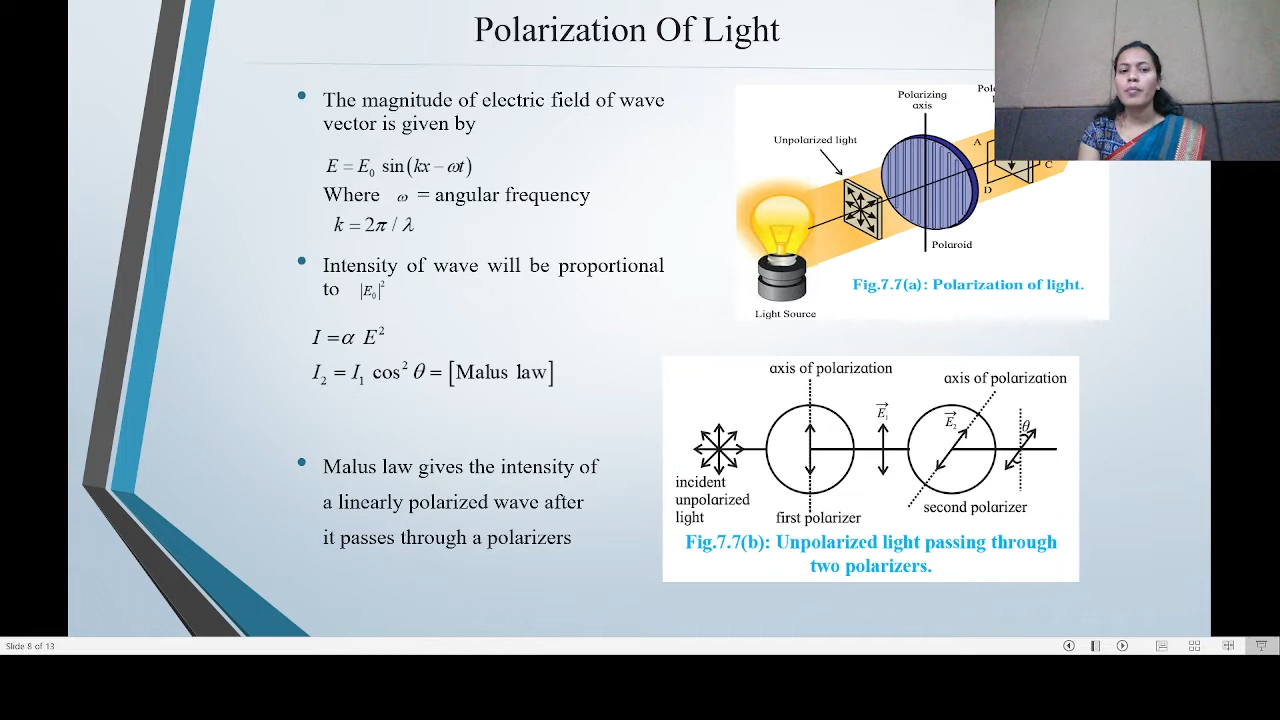 Polarization Of Light
• The magnitude of electric field of wave
vector is given by
E = E₀ sin(kx − ωt)
Where ω = angular frequency
k = 2π / λ
• Intensity of wave will be proportional
to |E₀|²
I = α E²
I₂ = I₁ cos² θ = [Malus law]
• Malus law gives the intensity of
a linearly polarized wave after
it passes through a polarizers
Polarizing
axis
Unpolarized light
A
C
D
Polaroid
Fig.7.7(a): Polarization of light.
Light Source
axis of polarization
axis of polarization
E₁
E₂
θ
incident
unpolarized
light
first polarizer
second polarizer
Fig.7.7(b): Unpolarized light passing through
two polarizers.
Slide 8 of 13